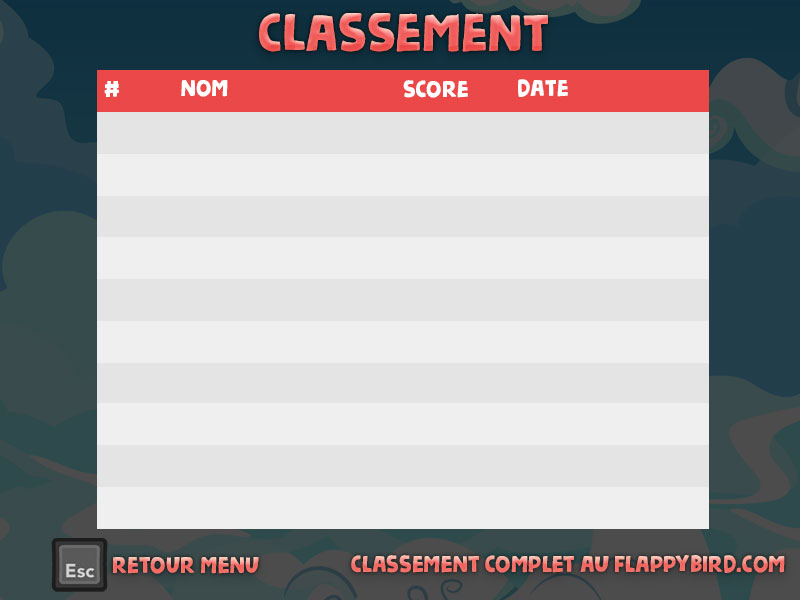 CLASSEMENT
# NOM SCORE DATE
Esc RETOUR MENU CLASSEMENT COMPLET AU FLAPPYBIRD.COM